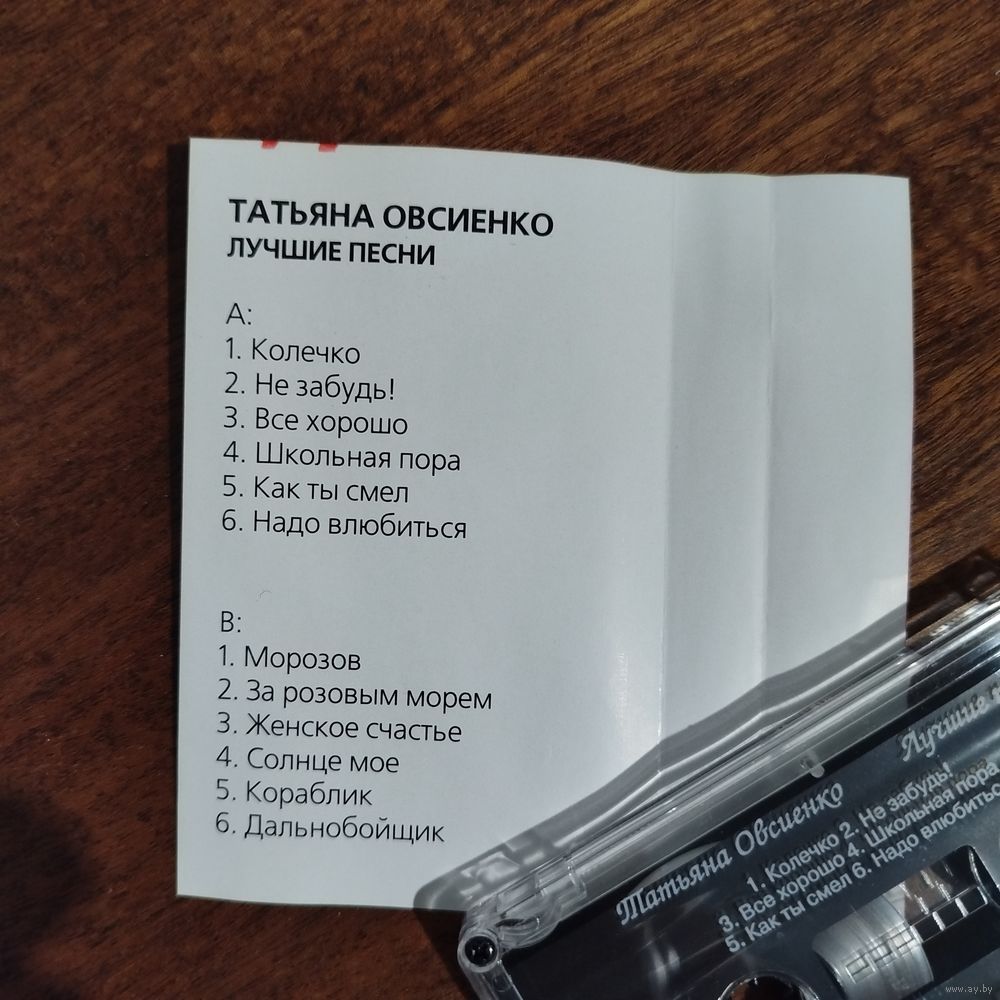 ТАТЬЯНА ОВСИЕНКО
ЛУЧШИЕ ПЕСНИ
А:
1. Колечко
2. Не забудь!
3. Все хорошо
4. Школьная пора
5. Как ты смел
6. Надо влюбиться
В:
1. Морозов
2. За розовым морем
3. Женское счастье
4. Солнце мое
5. Кораблик
6. Дальнобойщик
Татьяна Овсиенко
Лучшие
1. Колечко 2. Не забудь!
3. Все хорошо 4. Школьная пора
5. Как ты смел 6. Надо влюбитьс
www.ay.by